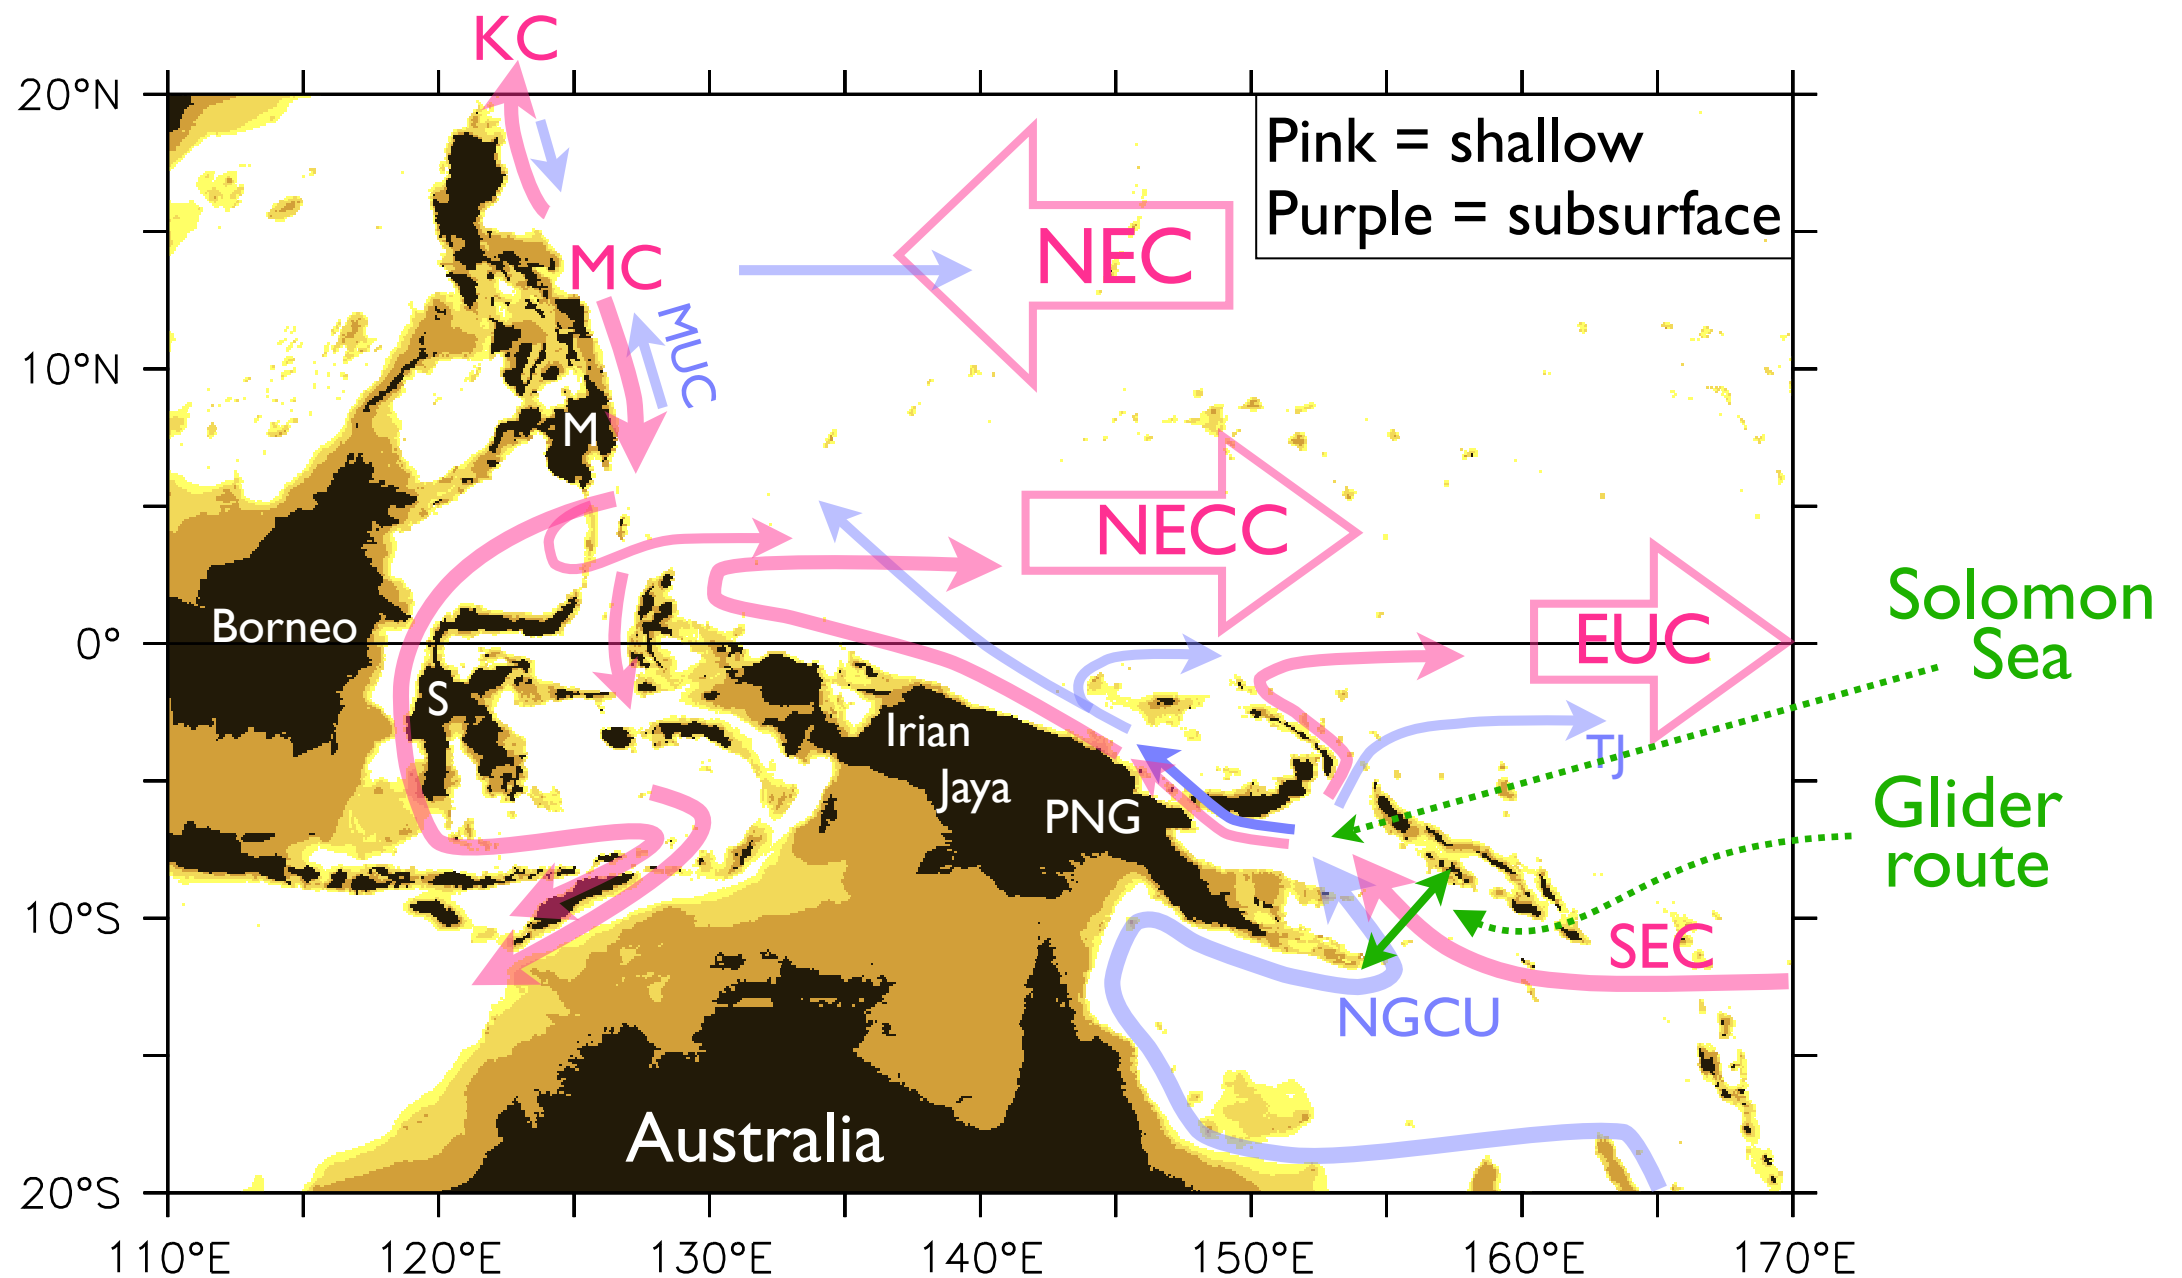 KC
20°N
Pink = shallow
Purple = subsurface
MC
NEC
MUC
10°N
M
NECC
Solomon
Sea
Borneo
0°
EUC
S
Irian
Jaya
TJ
PNG
Glider
route
10°S
SEC
NGCU
Australia
20°S
110°E
120°E
130°E
140°E
150°E
160°E
170°E